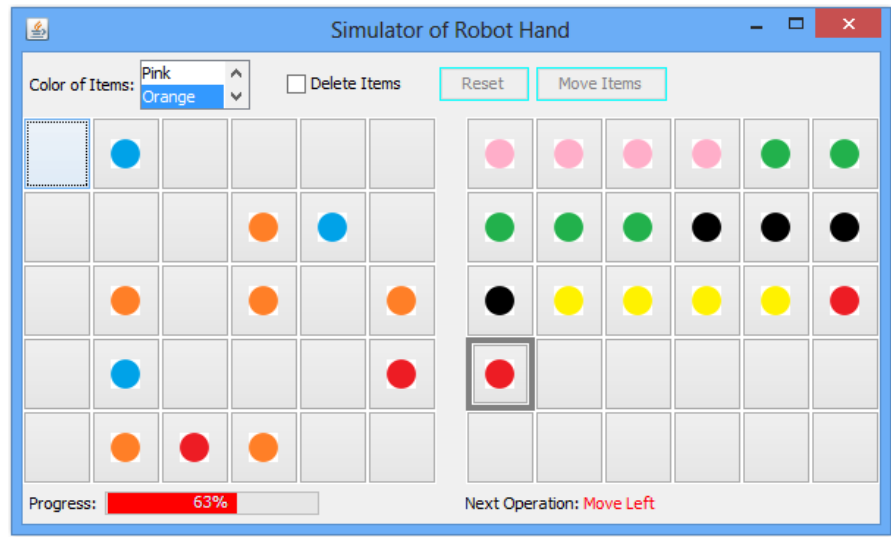 Simulator of Robot Hand
Color of Items:
Pink
Orange
Delete Items
Reset
Move Items
Progress:
63%
Next Operation: Move Left